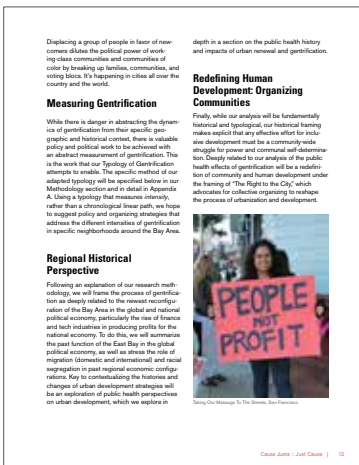 Displacing a group of people in favor of new-
comers dilutes the political power of work-
ing-class communities and communities of
color by breaking up families, communities, and
voting blocs. It's happening in cities all over the
country and the world.
Measuring Gentrification
While there is danger in abstracting the dynam-
ics of gentrification from their specific geo-
graphic and historical context, there is valuable
policy and political work to be achieved with
an abstract measurement of gentrification. This
is the work that our Typology of Gentrification
attempts to enable. The specific method of our
adapted typology will be specified below in our
Methodology section and in detail in Appendix
A. Using a typology that measures intensity,
rather than a chronological linear path, we hope
to suggest policy and organizing strategies that
address the different intensities of gentrification
in specific neighborhoods around the Bay Area.
Regional Historical
Perspective
Following an explanation of our research meth-
odology, we will frame the process of gentrifica-
tion as deeply related to the newest reconfigu-
ration of the Bay Area in the global and national
political economy, particularly the rise of finance
and tech industries in producing profits for the
national economy. To do this, we will summarize
the past function of the East Bay in the global
political economy, as well as stress the role of
migration (domestic and international) and racial
segregation in past regional economic configu-
rations. Key to contextualizing the histories and
changes of urban development strategies will
be an exploration of public health perspectives
on urban development, which we explore in
depth in a section on the public health history
and impacts of urban renewal and gentrification.
Redefining Human
Development: Organizing
Communities
Finally, while our analysis will be fundamentally
historical and typological, our historical framing
makes explicit that any effective effort for inclu-
sive development must be a community-wide
struggle for power and communal self-determina-
tion. Deeply related to our analysis of the public
health effects of gentrification will be a redefini-
tion of community and human development under
the framing of "The Right to the City," which
advocates for collective organizing to reshape
the process of urbanization and development.
PEOPLE
NOT
PROFIT!
Taking Our Message To The Streets, San Francisco
Causa Justa :: Just Cause | 13